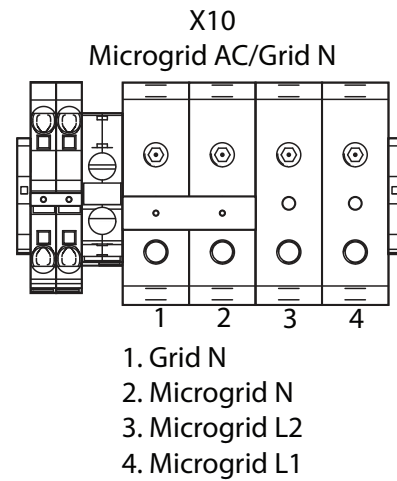 X10
Microgrid AC/Grid N
1 2 3 4
1. Grid N
2. Microgrid N
3. Microgrid L2
4. Microgrid L1